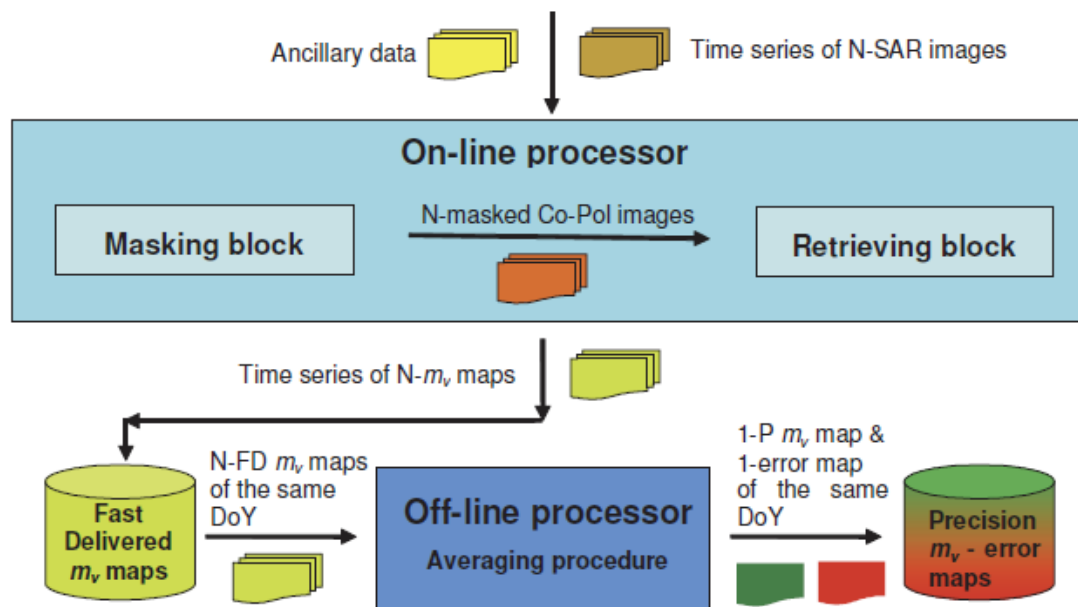 Ancillary data
Time series of N-SAR images
On-line processor
N-masked Co-Pol images
Masking block
Retrieving block
Time series of N-mᵥ maps
N-FD mᵥ maps
of the same
DoY
1-P mᵥ map &
1-error map
of the same
DoY
Fast
Delivered
mᵥ maps
Off-line processor
Averaging procedure
Precision
mᵥ - error
maps